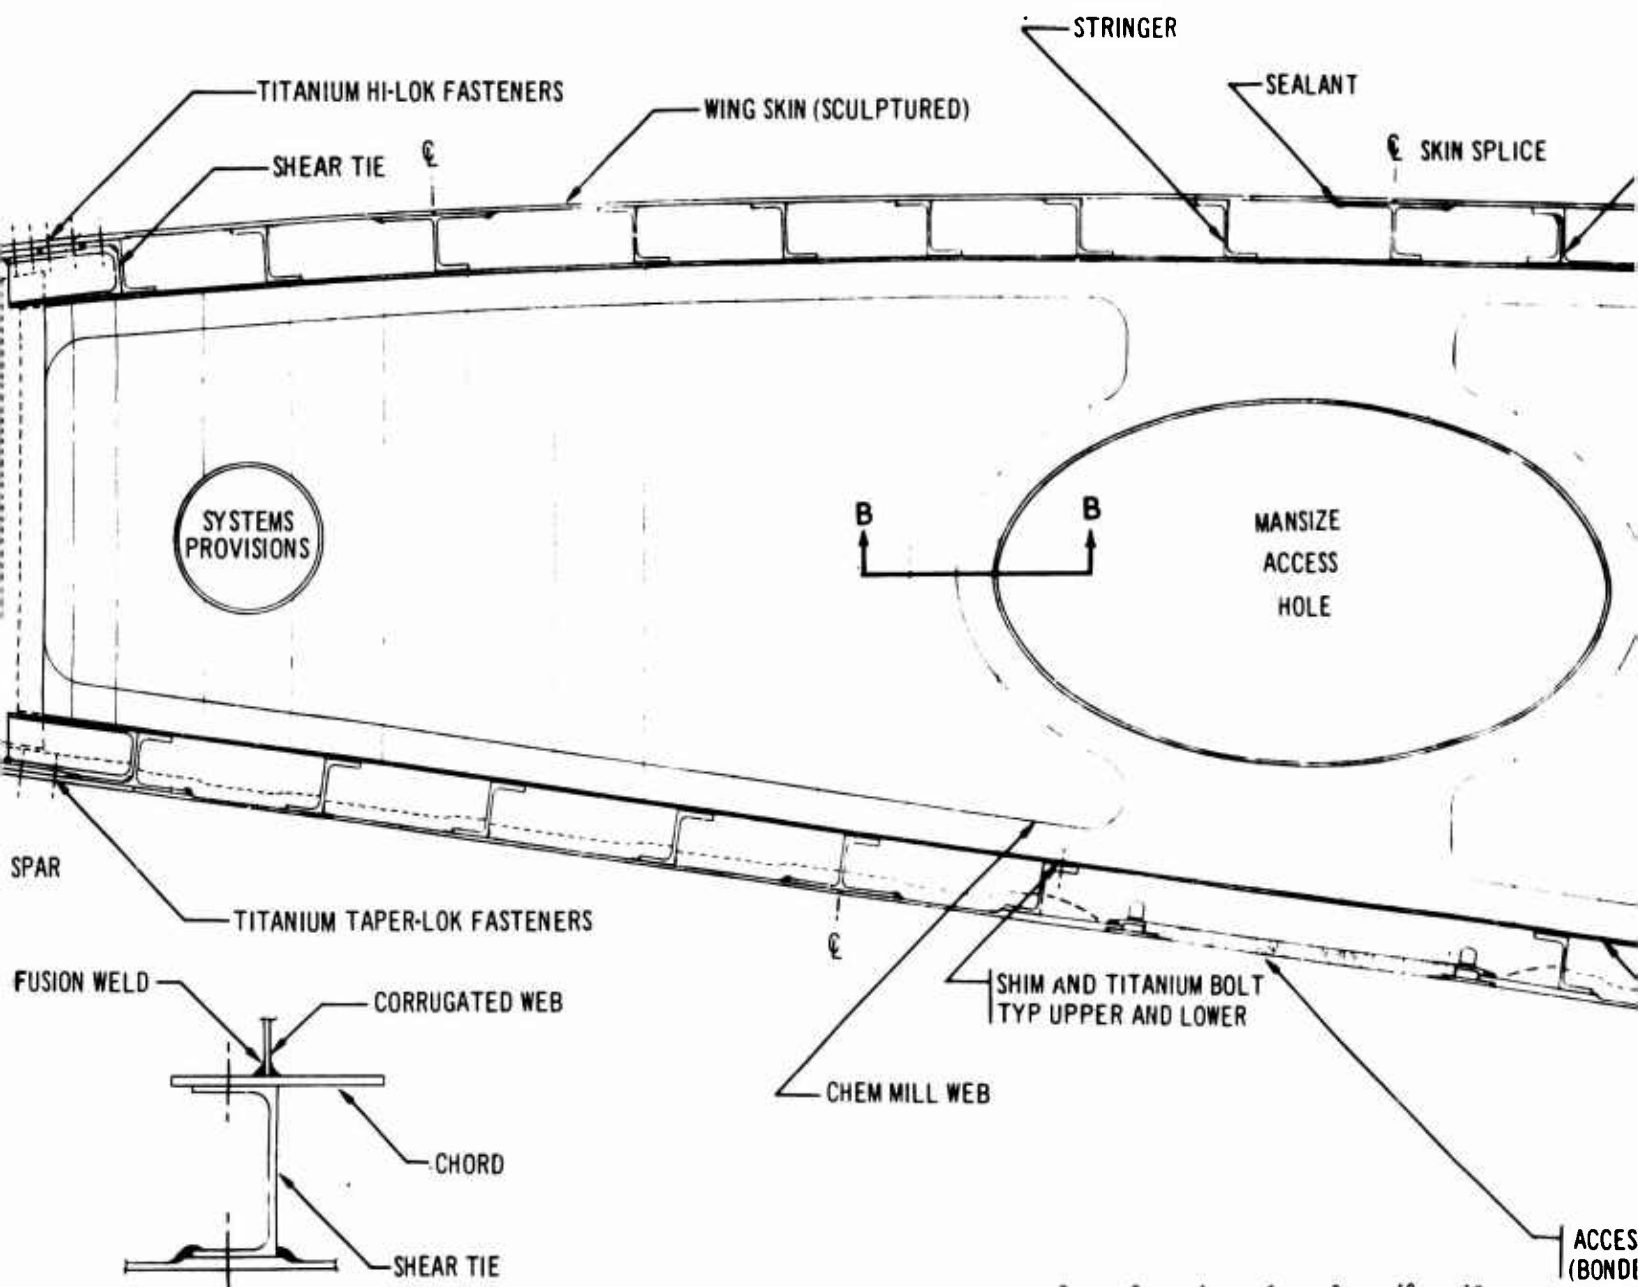 STRINGER
TITANIUM HI-LOK FASTENERS
SEALANT
WING SKIN (SCULPTURED)
℄
℄ SKIN SPLICE
SHEAR TIE
B
B
SYSTEMS
PROVISIONS
MANSIZE
ACCESS
HOLE
SPAR
TITANIUM TAPER-LOK FASTENERS
℄
FUSION WELD
CORRUGATED WEB
SHIM AND TITANIUM BOLT
TYP UPPER AND LOWER
CHEM MILL WEB
CHORD
SHEAR TIE
ACCES
(BONDE